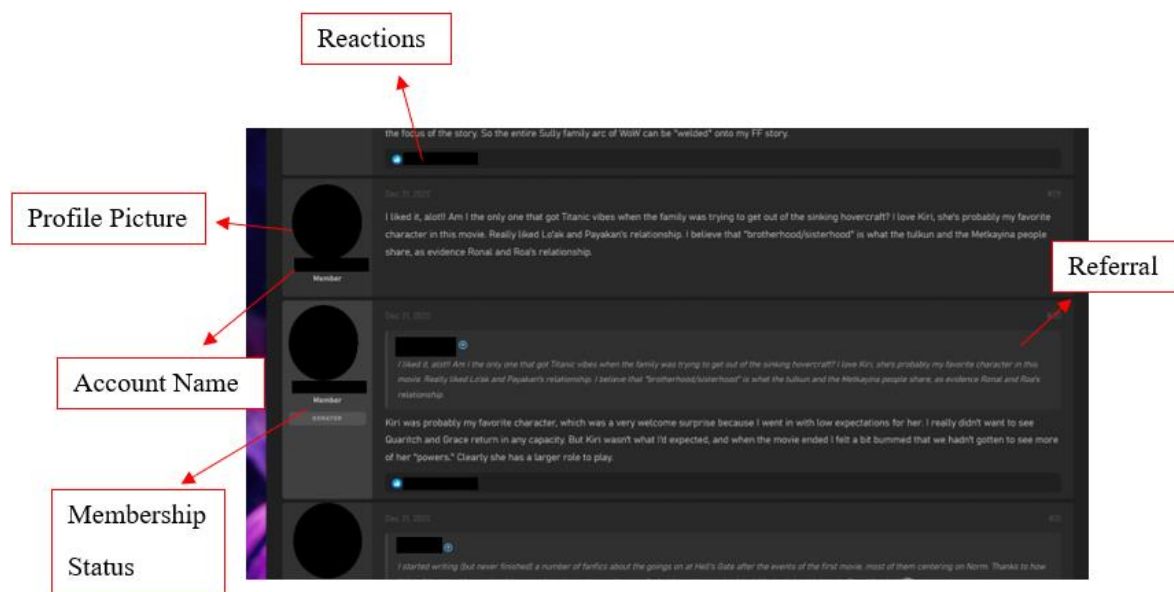 Reactions
the focus of the story. So the entire Sully family arc of WoW can be "welded" onto my FF story.
Profile Picture
Dec 31, 2022
I liked it, alot!! Am I the only one that got Titanic vibes when the family was trying to get out of the sinking hovercraft? I love Kiri, she's probably my favorite
character in this movie. Really liked Lo'ak and Payakan's relationship. I believe that "brotherhood/sisterhood" is what the tulkun and the Metkayina people
share, as evidence Ronal and Roa's relationship.
Member
Referral
Account Name
Dec 31, 2022
I liked it, alot!! Am I the only one that got Titanic vibes when the family was trying to get out of the sinking hovercraft? I love Kiri, she's probably my favorite character in this
movie. Really liked Lo'ak and Payakan's relationship. I believe that "brotherhood/sisterhood" is what the tulkun and the Metkayina people share, as evidence Ronal and Roa's
relationship.
Member
DONATOR
Kiri was probably my favorite character, which was a very welcome surprise because I went in with low expectations for her. I really didn't want to see
Quaritch and Grace return in any capacity. But Kiri wasn't what I'd expected, and when the movie ended I felt a bit bummed that we hadn't gotten to see more
of her "powers." Clearly she has a larger role to play.
Membership
Status
Dec 31, 2022
I started writing (but never finished) a number of fanfics about the goings on at Hell's Gate after the events of the first movie, most of them centering on Norm. Thanks to how